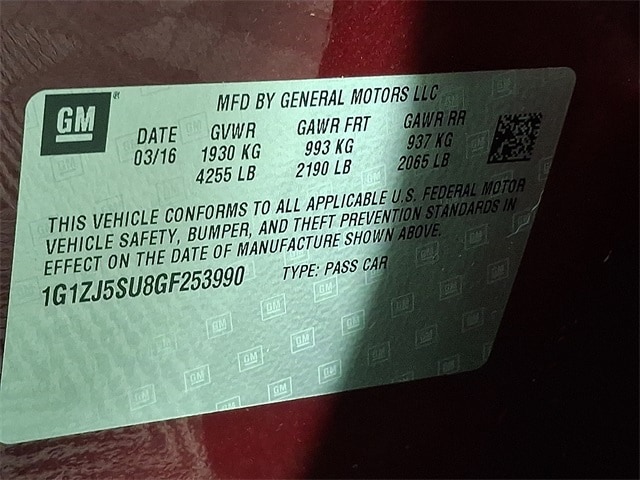 GM
MFD BY GENERAL MOTORS LLC
DATE GVWR GAWR FRT GAWR RR
03/16 1930 KG 993 KG 937 KG
4255 LB 2190 LB 2065 LB
THIS VEHICLE CONFORMS TO ALL APPLICABLE U.S. FEDERAL MOTOR
VEHICLE SAFETY, BUMPER, AND THEFT PREVENTION STANDARDS IN
EFFECT ON THE DATE OF MANUFACTURE SHOWN ABOVE.
1G1ZJ5SU8GF253990 TYPE: PASS CAR